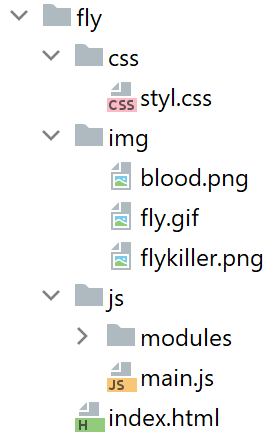 fly
css
CSS styl.css
img
blood.png
fly.gif
flykiller.png
js
modules
JS main.js
H index.html